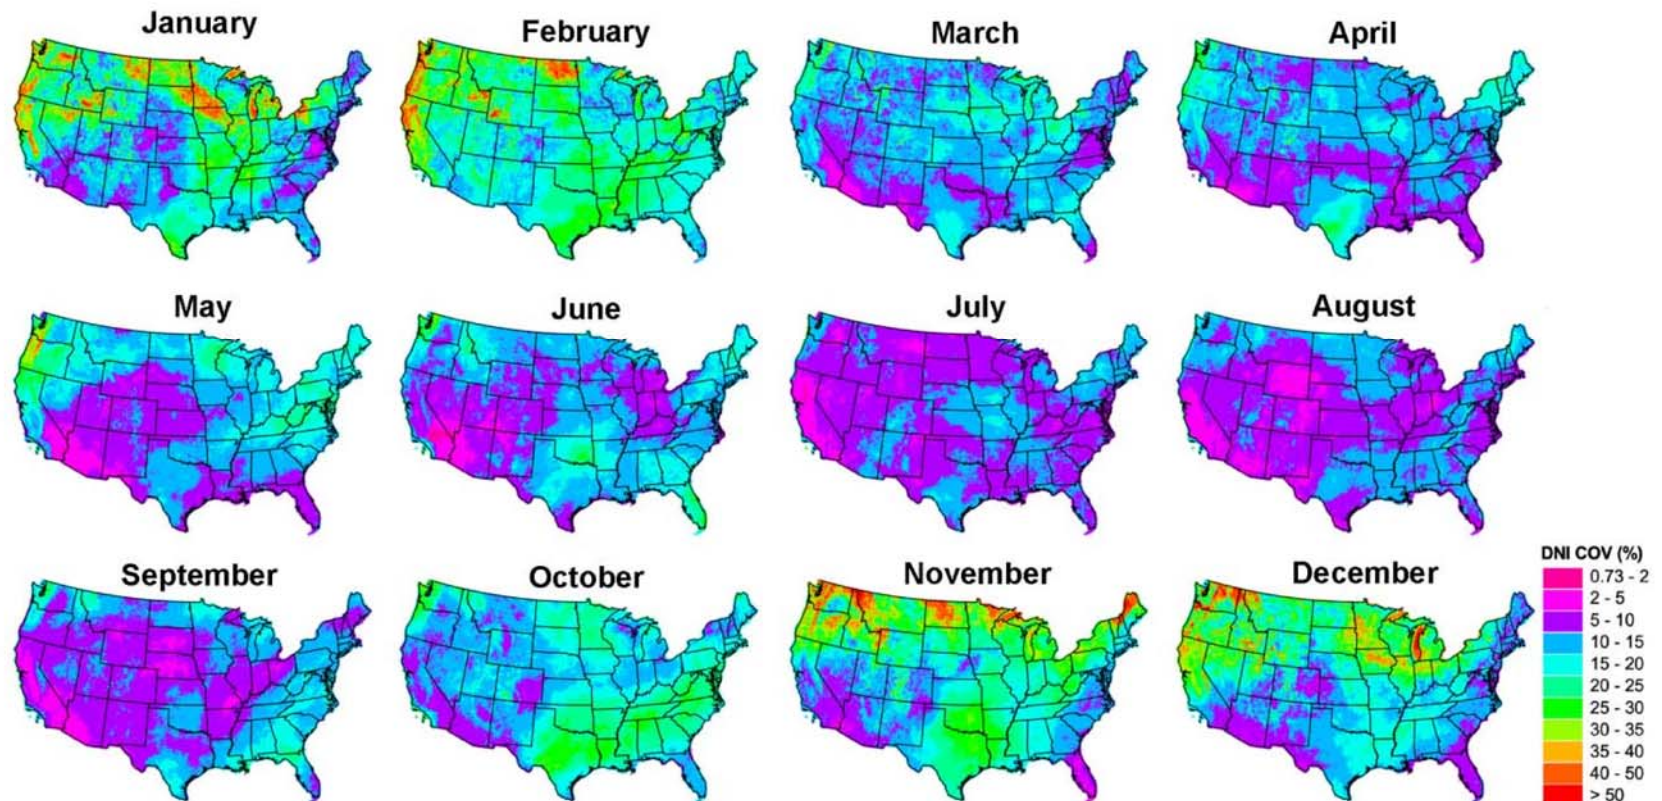 January
February
March
April
May
June
July
August
September
October
November
December
DNI COV (%)
0.73 - 2
2 - 5
5 - 10
10 - 15
15 - 20
20 - 25
25 - 30
30 - 35
35 - 40
40 - 50
> 50